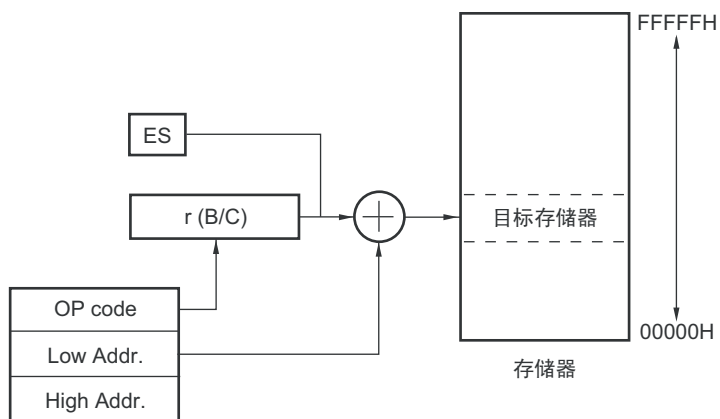 FFFFFH
ES
r (B/C)
目标存储器
OP code
Low Addr.
High Addr.
00000H
存储器